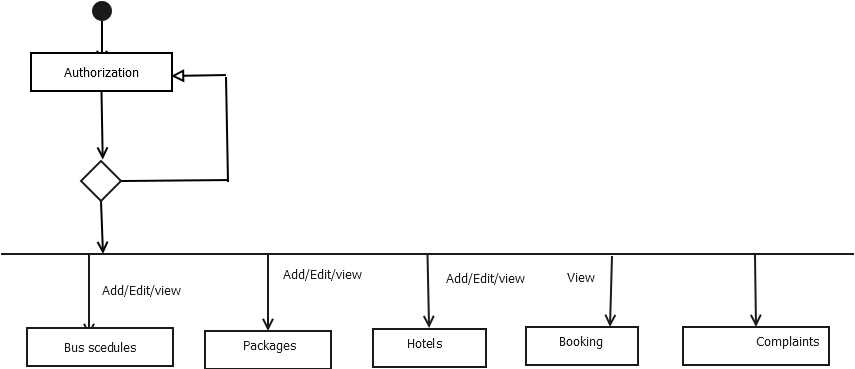 Authorization
Add/Edit/view
Add/Edit/view
Add/Edit/view
View
Bus scedules
Packages
Hotels
Booking
Complaints